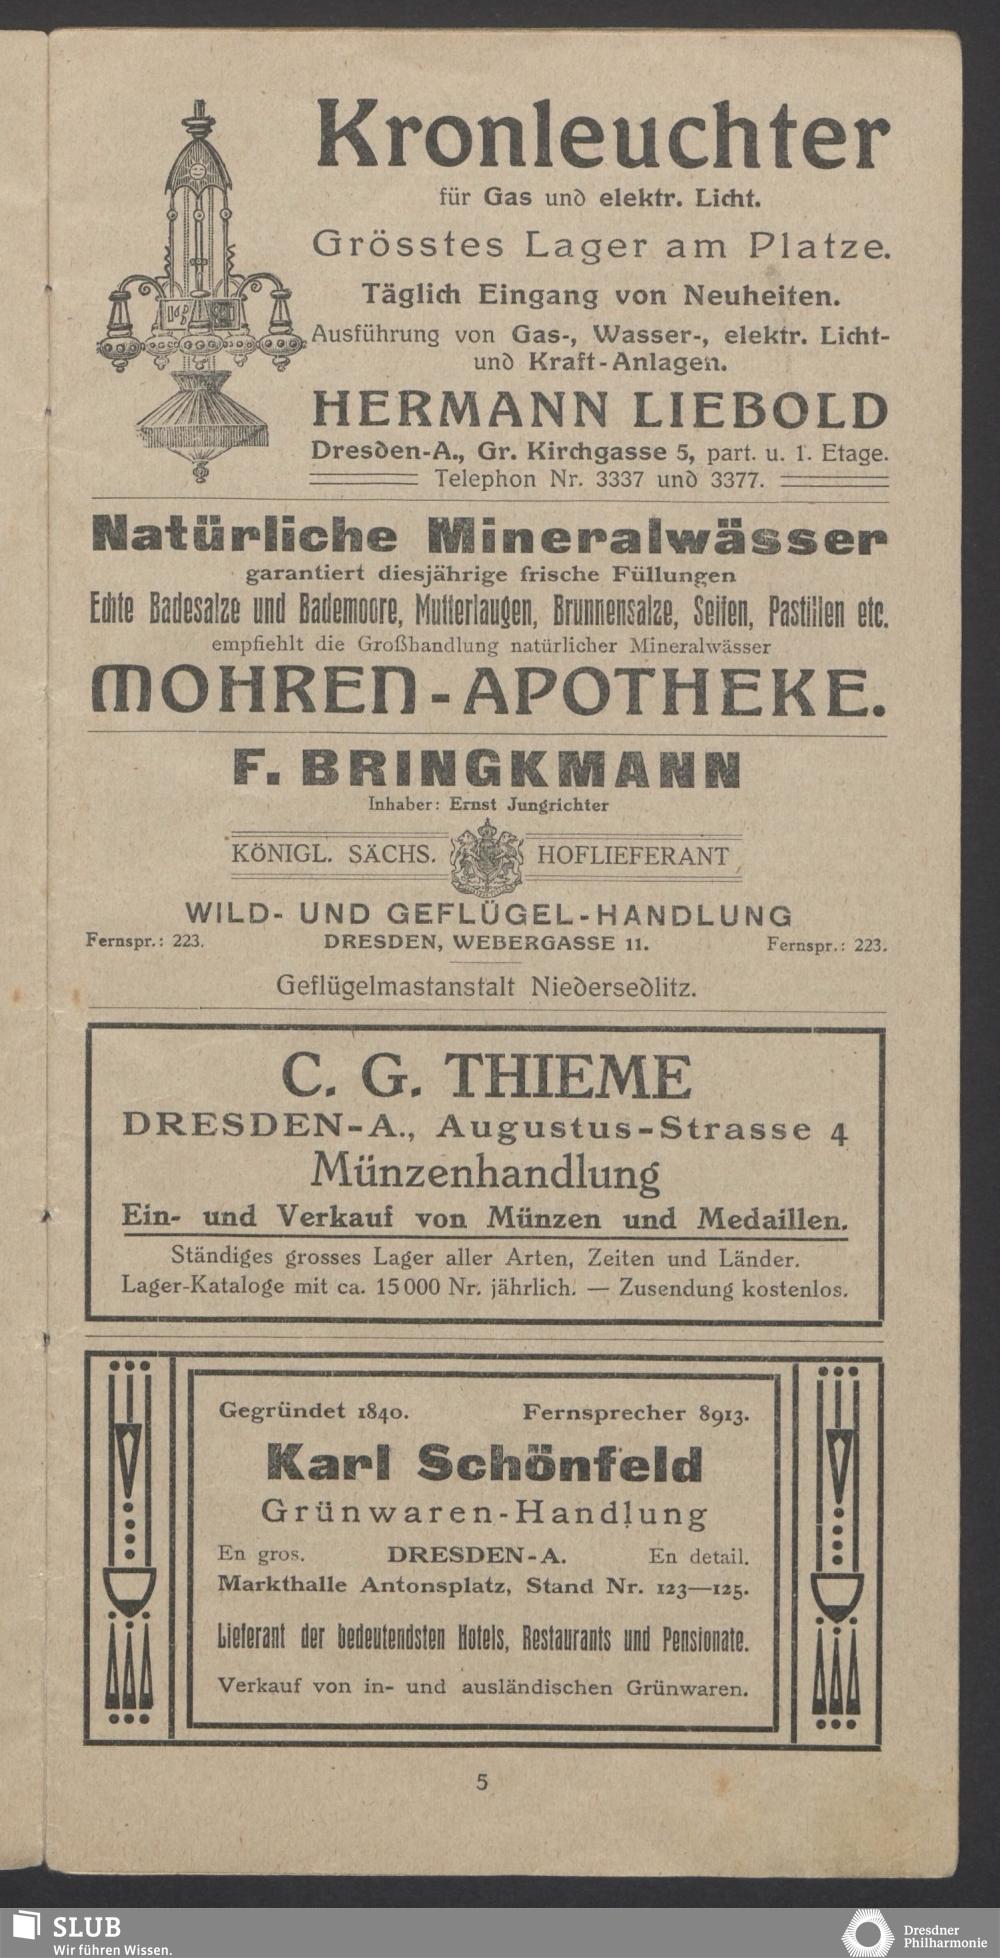 Kronleuchter
für Gas und elektr. Licht.
Grösstes Lager am Platze.
Täglich Eingang von Neuheiten.
Ausführung von Gas-, Wasser-, elektr. Licht-
und Kraft-Anlagen.
HERMANN LIEBOLD
Dresden-A., Gr. Kirchgasse 5, part. u. 1. Etage.
Telephon Nr. 3337 und 3377.
Natürliche Mineralwässer
garantiert diesjährige frische Füllungen
Echte Badesalze und Bademoore, Mutterlaugen, Brunnensalze, Seifen, Pastillen etc.
empfiehlt die Großhandlung natürlicher Mineralwässer
MOHREN-APOTHEKE.
F. BRINGKMANN
Inhaber: Ernst Jungrichter
KÖNIGL. SÄCHS. HOFLIEFERANT
WILD- UND GEFLÜGEL-HANDLUNG
Fernspr.: 223. DRESDEN, WEBERGASSE 11. Fernspr.: 223.
Geflügelmastanstalt Niedersedlitz.
C. G. THIEME
DRESDEN-A., Augustus-Strasse 4
Münzenhandlung
Ein- und Verkauf von Münzen und Medaillen.
Ständiges grosses Lager aller Arten, Zeiten und Länder.
Lager-Kataloge mit ca. 15000 Nr. jährlich. — Zusendung kostenlos.
Gegründet 1840. Fernsprecher 8913.
Karl Schönfeld
Grünwaren-Handlung
En gros. DRESDEN-A. En detail.
Markthalle Antonsplatz, Stand Nr. 123—125.
Lieferant der bedeutendsten Hotels, Restaurants und Pensionate.
Verkauf von in- und ausländischen Grünwaren.
5
SLUB
Wir führen Wissen.
Dresdner
Philharmonie